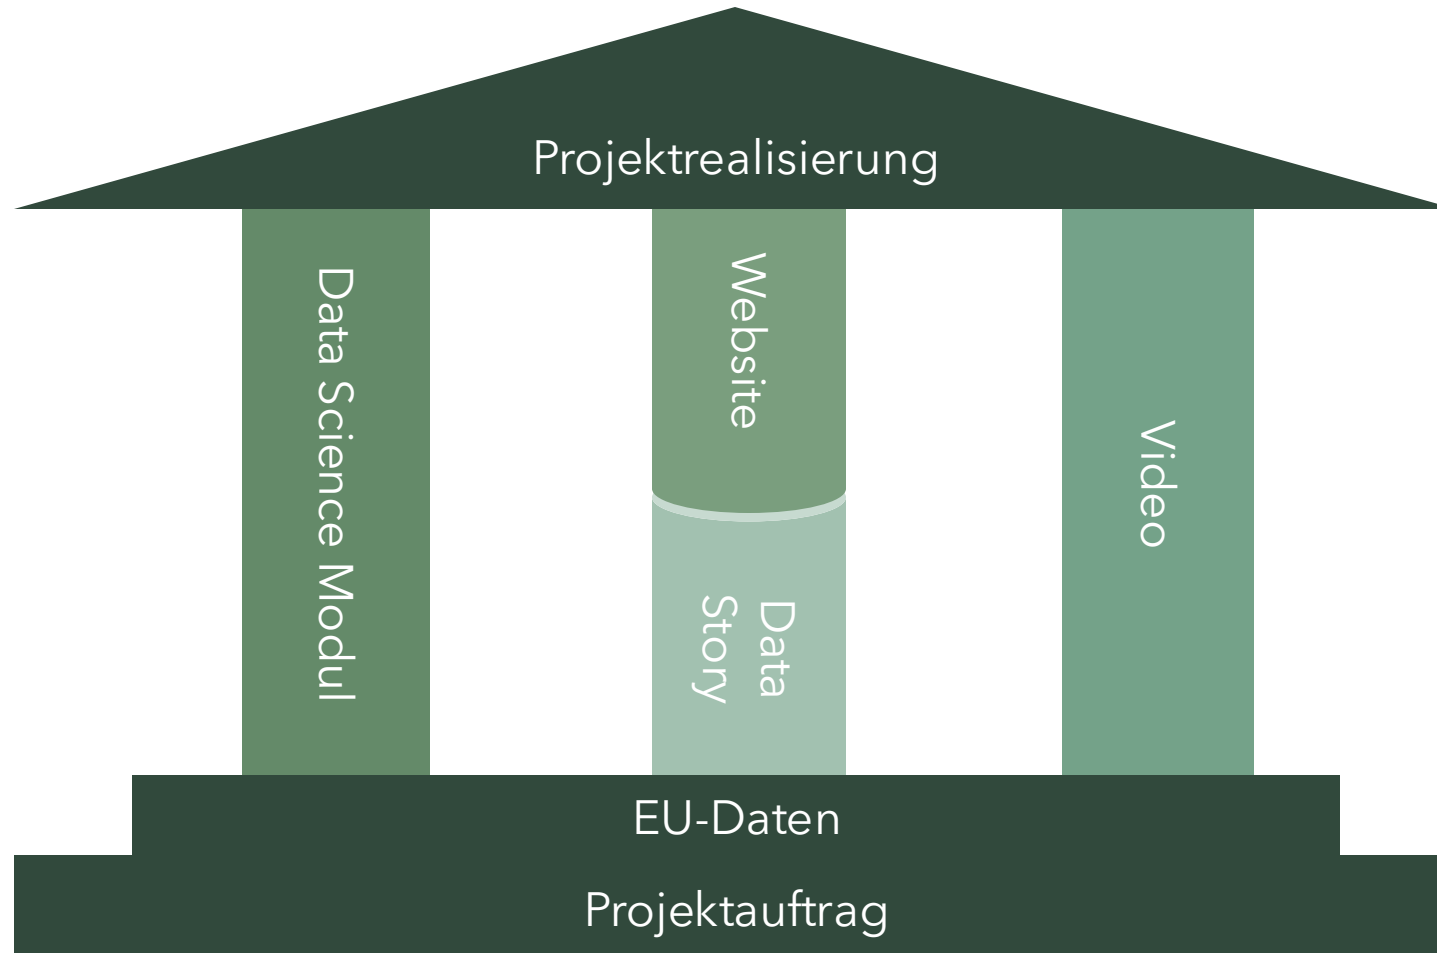 Projektrealisierung
Data Science Modul
Website
Data
Story
Video
EU-Daten
Projektauftrag